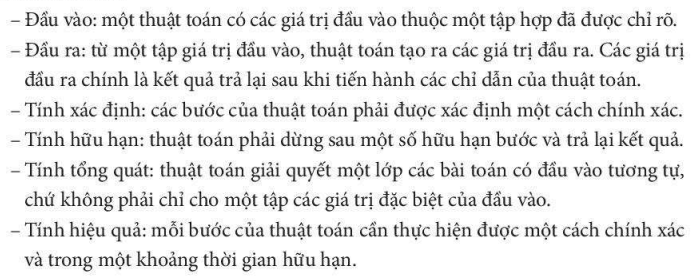 – Đầu vào: một thuật toán có các giá trị đầu vào thuộc một tập hợp đã được chỉ rõ.
– Đầu ra: từ một tập giá trị đầu vào, thuật toán tạo ra các giá trị đầu ra. Các giá trị
đầu ra chính là kết quả trả lại sau khi tiến hành các chỉ dẫn của thuật toán.
– Tính xác định: các bước của thuật toán phải được xác định một cách chính xác.
– Tính hữu hạn: thuật toán phải dừng sau một số hữu hạn bước và trả lại kết quả.
– Tính tổng quát: thuật toán giải quyết một lớp các bài toán có đầu vào tương tự,
chứ không phải chỉ cho một tập các giá trị đặc biệt của đầu vào.
– Tính hiệu quả: mỗi bước của thuật toán cần thực hiện được một cách chính xác
và trong một khoảng thời gian hữu hạn.